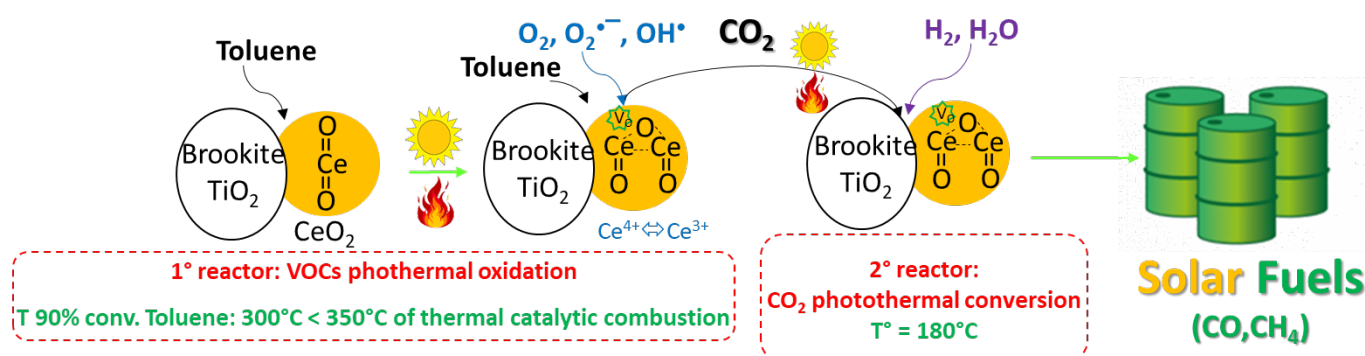 Toluene
Brookite
TiO₂
O
Ce
O
CeO₂
Toluene
O₂, O₂•⁻, OH•
Brookite
TiO₂
Vo
O
Ce Ce
O O
Ce⁴⁺⇔Ce³⁺
CO₂
H₂, H₂O
Brookite
TiO₂
Vo
O
Ce Ce
O O
1° reactor: VOCs phothermal oxidation
T 90% conv. Toluene: 300°C < 350°C of thermal catalytic combustion
2° reactor:
CO₂ photothermal conversion
T° = 180°C
Solar Fuels
(CO,CH₄)